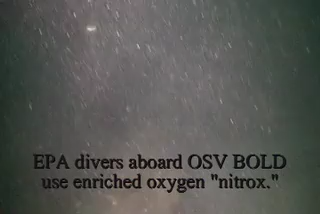 EPA divers aboard OSV BOLD
use enriched oxygen "nitrox."